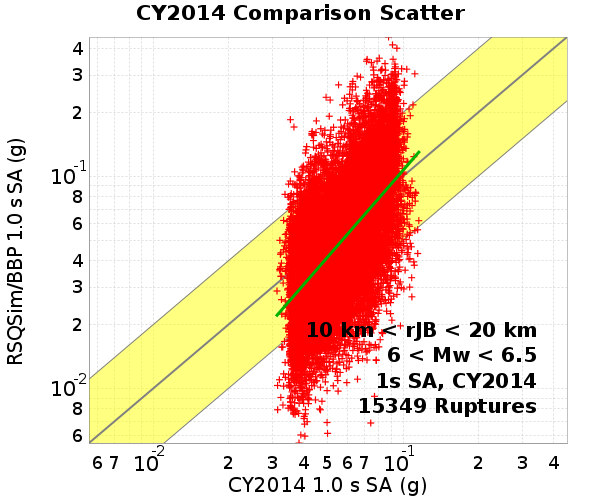 CY2014 Comparison Scatter
RSQSim/BBP 1.0 s SA (g)
4
3
2
10-1
8
6
4
3
2
10-2
8
6
10 km < rJB < 20 km
6 < Mw < 6.5
1s SA, CY2014
15349 Ruptures
6 7 10-2 2 3 4 5 6 7 10-1 2 3 4
CY2014 1.0 s SA (g)